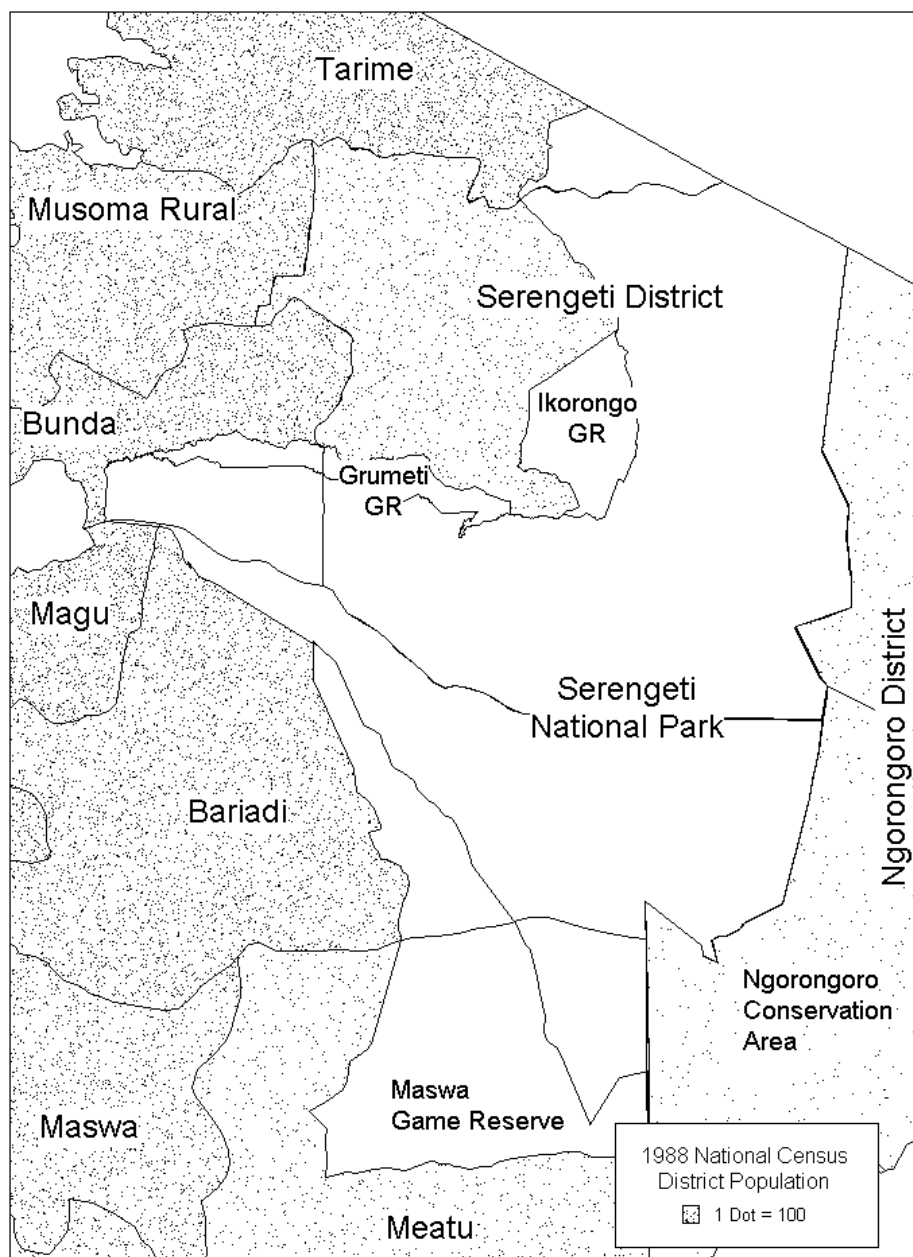 Tarime
Musoma Rural
Serengeti District
Ikorongo
GR
Bunda
Grumeti
GR
Magu
Ngorongoro District
Serengeti
National Park
Bariadi
Ngorongoro
Conservation
Area
Maswa
Game Reserve
Maswa
1988 National Census
District Population
1 Dot = 100
Meatu